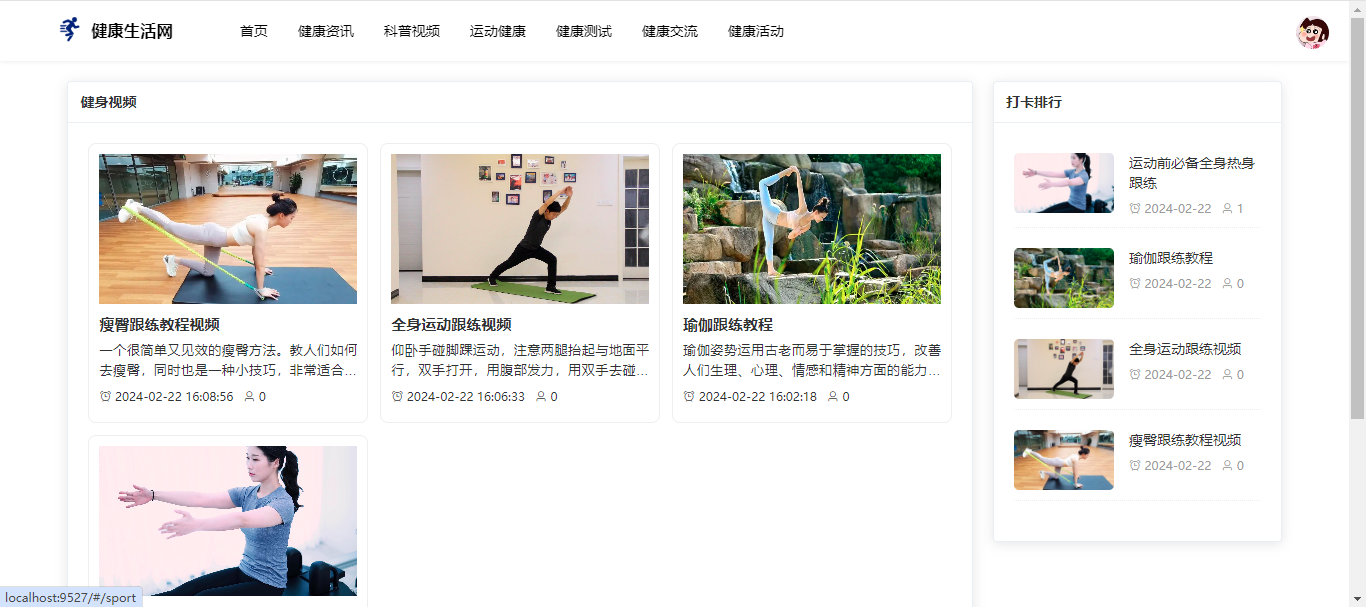 健康生活网
首页 健康资讯 科普视频 运动健康 健康测试 健康交流 健康活动
健身视频
瘦臀跟练教程视频
一个很简单又见效的瘦臀方法。教人们如何
去瘦臀，同时也是一种小技巧，非常适合...
2024-02-22 16:08:56 0
全身运动跟练视频
仰卧手碰脚踝运动，注意两腿抬起与地面平
行，双手打开，用腹部发力，用双手去碰...
2024-02-22 16:06:33 0
瑜伽跟练教程
瑜伽姿势运用古老而易于掌握的技巧，改善
人们生理、心理、情感和精神方面的能力...
2024-02-22 16:02:18 0
打卡排行
运动前必备全身热身
跟练
2024-02-22 1
瑜伽跟练教程
2024-02-22 0
全身运动跟练视频
2024-02-22 0
瘦臀跟练教程视频
2024-02-22 0
localhost:9527/#/sport